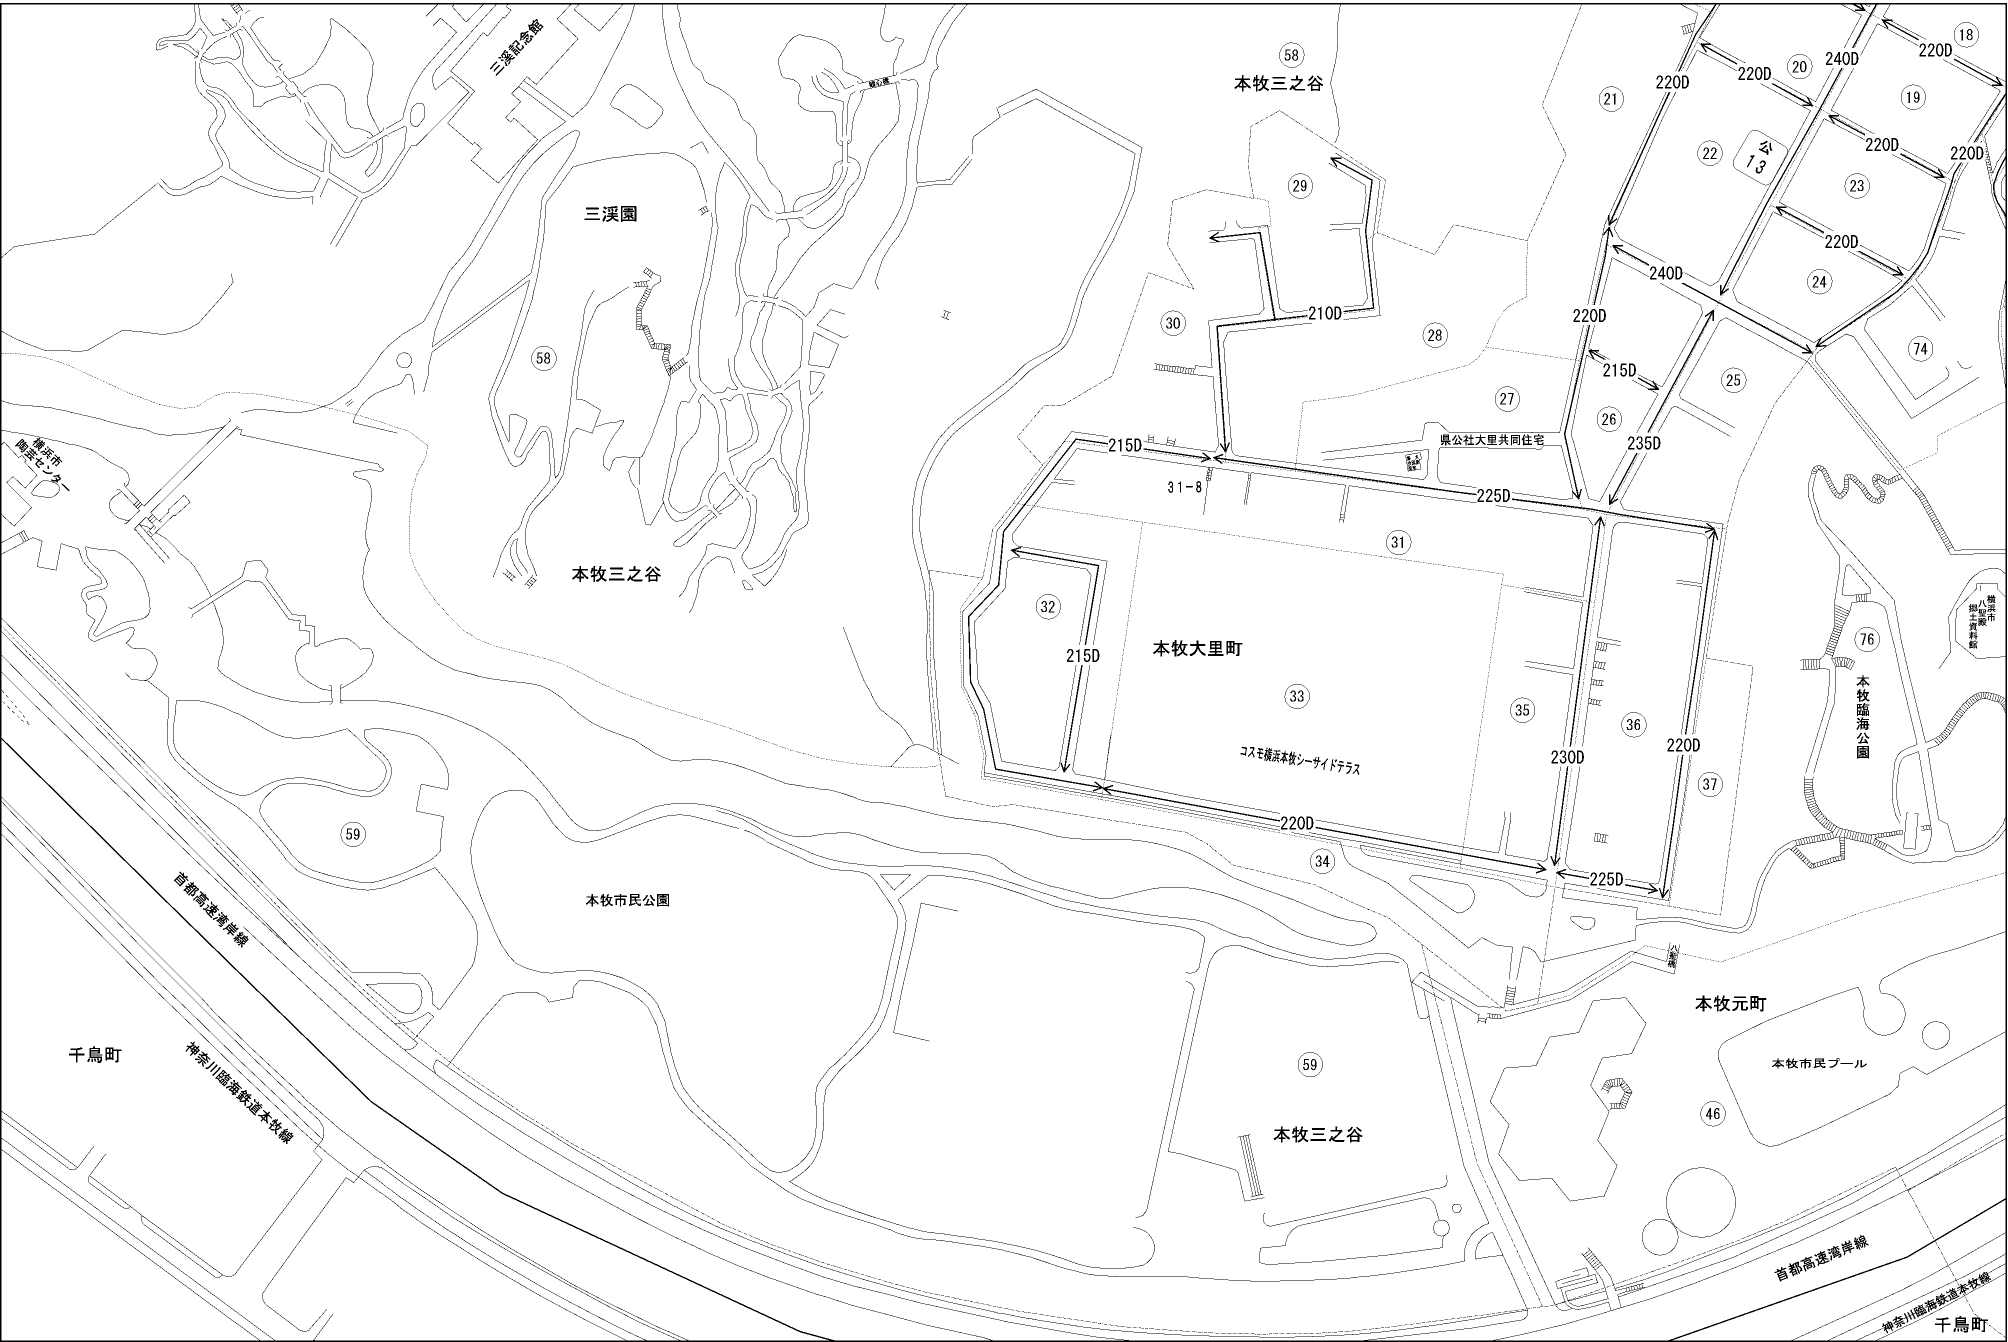 三溪記念館
観心橋
58
本牧三之谷
18
220D
20
240D
220D
220D
19
21
22
公
13
220D
220D
23
29
三渓園
220D
24
240D
220D
210D
30
28
58
74
215D
25
27
26
横浜市
陶芸センター
215D
県公社大里共同住宅
235D
31-8
225D
31
本牧三之谷
32
横浜市
八聖殿
郷土資料館
76
本牧大里町
215D
33
35
36
本牧臨海公園
コスモ横浜本牧シーサイドテラス
230D
220D
37
59
220D
34
225D
首都高速湾岸線
本牧市民公園
八聖橋
本牧元町
千鳥町
神奈川臨海鉄道本牧線
59
本牧市民プール
46
本牧三之谷
首都高速湾岸線
神奈川臨海鉄道本牧線
千鳥町